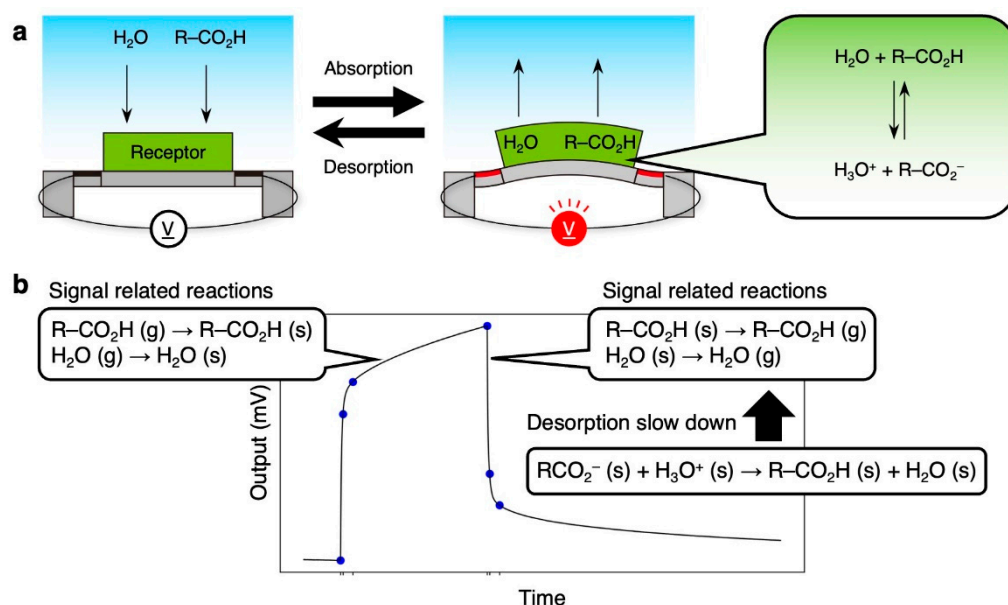 a
H₂O R–CO₂H
Receptor
V
Absorption
Desorption
H₂O R–CO₂H
V
H₂O + R–CO₂H
H₃O⁺ + R–CO₂⁻
b
Signal related reactions
R–CO₂H (g) → R–CO₂H (s)
H₂O (g) → H₂O (s)
Signal related reactions
R–CO₂H (s) → R–CO₂H (g)
H₂O (s) → H₂O (g)
Desorption slow down
RCO₂⁻ (s) + H₃O⁺ (s) → R–CO₂H (s) + H₂O (s)
Output (mV)
Time